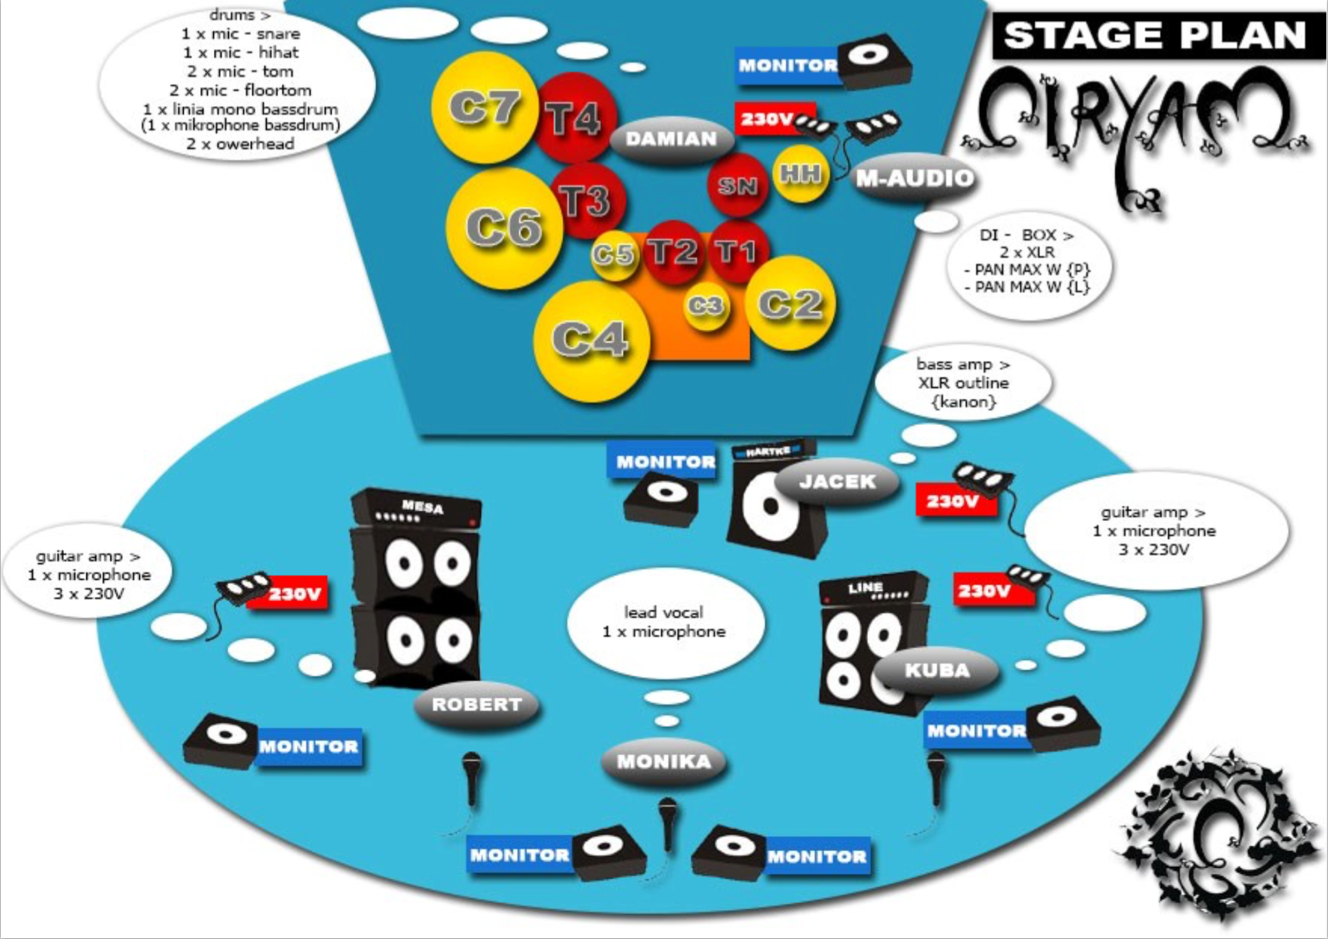 STAGE PLAN
CIRYAM
drums >
1 x mic - snare
1 x mic - hihat
2 x mic - tom
2 x mic - floortom
1 x linia mono bassdrum
(1 x mikrophone bassdrum)
2 x owerhead
C7
T4
DAMIAN
MONITOR
230V
SN
HH
M-AUDIO
C6
T3
C5
T2
T1
C3
C2
C4
DI - BOX >
2 x XLR
- PAN MAX W {P}
- PAN MAX W {L}
bass amp >
XLR outline
{kanon}
MONITOR
HARTKE
JACEK
230V
guitar amp >
1 x microphone
3 x 230V
MESA
guitar amp >
1 x microphone
3 x 230V
230V
lead vocal
1 x microphone
LINE
230V
KUBA
ROBERT
MONITOR
MONIKA
MONITOR
MONITOR
MONITOR